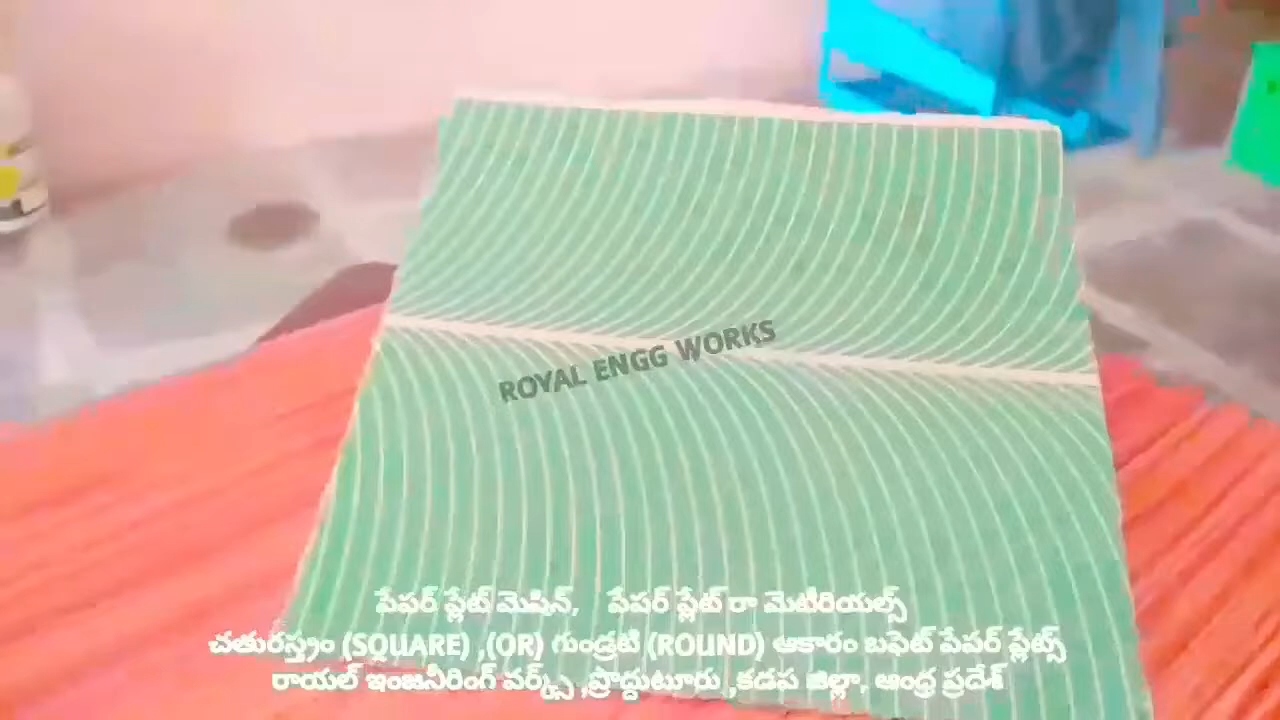 ROYAL ENGG WORKS
పేపర్ ప్లేట్ మెషిన్, పేపర్ ప్లేట్ రా మెటీరియల్స్
చతురస్త్రం (SQUARE) ,(OR) గుండ్రటి (ROUND) ఆకారం బఫెట్ పేపర్ ప్లేట్స్
రాయల్ ఇంజనీరింగ్ వర్క్స్ ,ప్రొద్దుటూరు ,కడప జిల్లా, ఆంధ్ర ప్రదేశ్